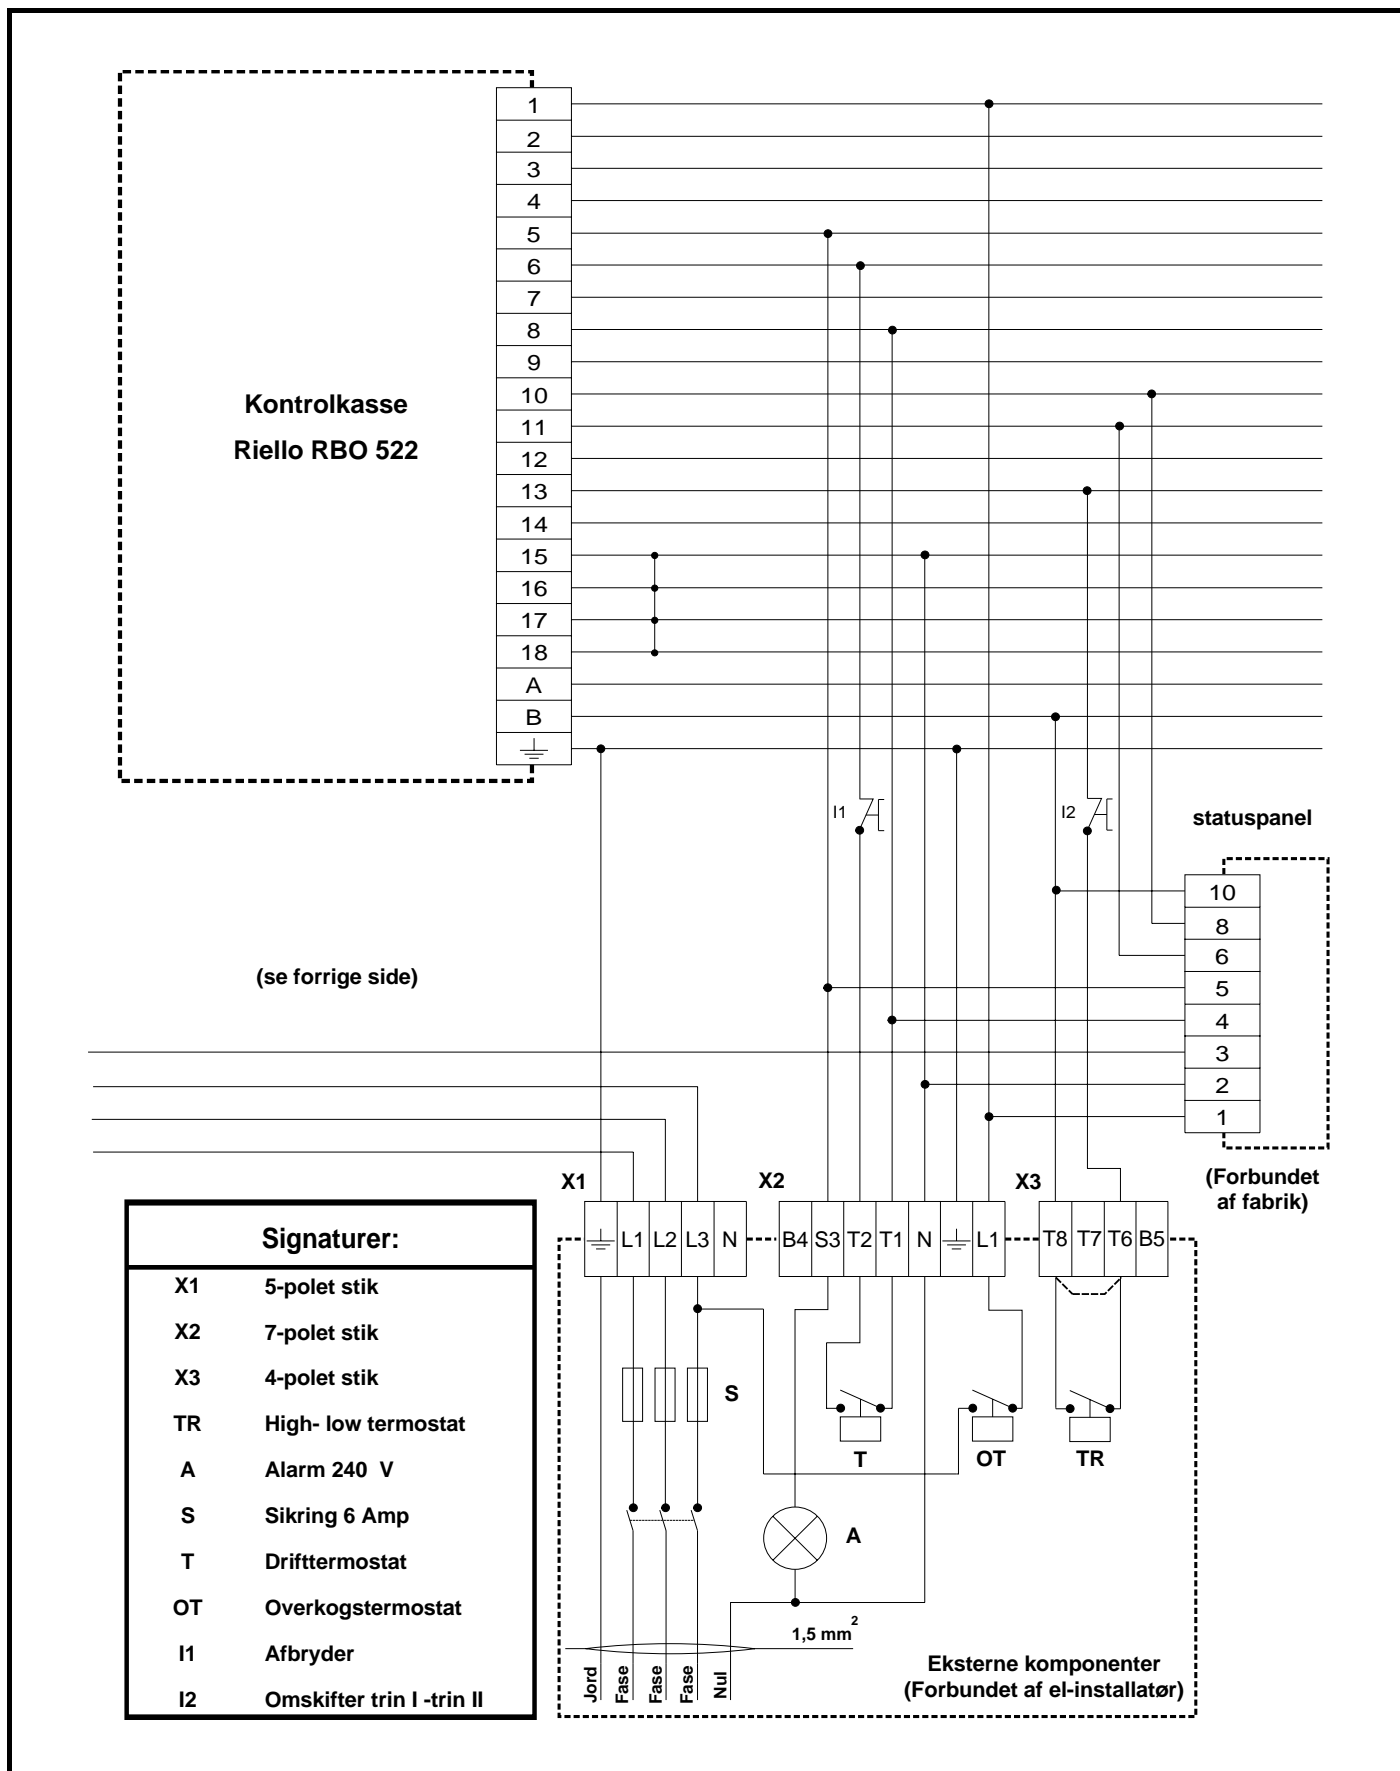 1
2
3
4
5
6
7
8
9
10
11
12
13
14
15
16
17
18
A
B
Kontrolkasse
Riello RBO 522
I1
I2
statuspanel
10
8
6
5
4
3
2
1
(Forbundet
af fabrik)
(se forrige side)
X1
X2
X3
L1 L2 L3 N
B4 S3 T2 T1 N L1
T8 T7 T6 B5
S
T
OT
TR
A
1,5 mm²
Jord
Fase
Fase
Fase
Nul
Eksterne komponenter
(Forbundet af el-installatør)
Signaturer:
X1 5-polet stik
X2 7-polet stik
X3 4-polet stik
TR High- low termostat
A Alarm 240 V
S Sikring 6 Amp
T Drifttermostat
OT Overkogstermostat
I1 Afbryder
I2 Omskifter trin I -trin II